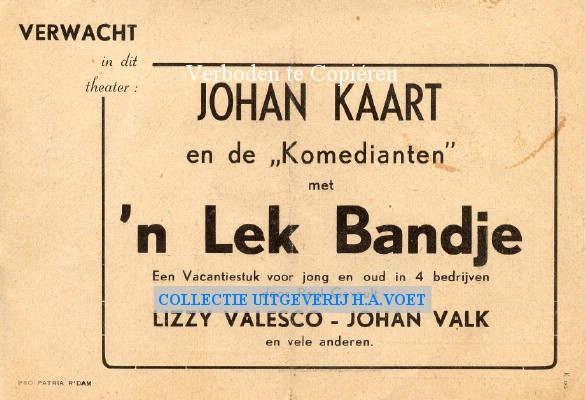 VERWACHT
in dit
theater :
Verboden te Copiéren
JOHAN KAART
en de „Komedianten”
met
'n Lek Bandje
Een Vacantiestuk voor jong en oud in 4 bedrijven
COLLECTIE UITGEVERIJ H.A.VOET
LIZZY VALESCO - JOHAN VALK
en vele anderen.
PRO PATRIA R'DAM